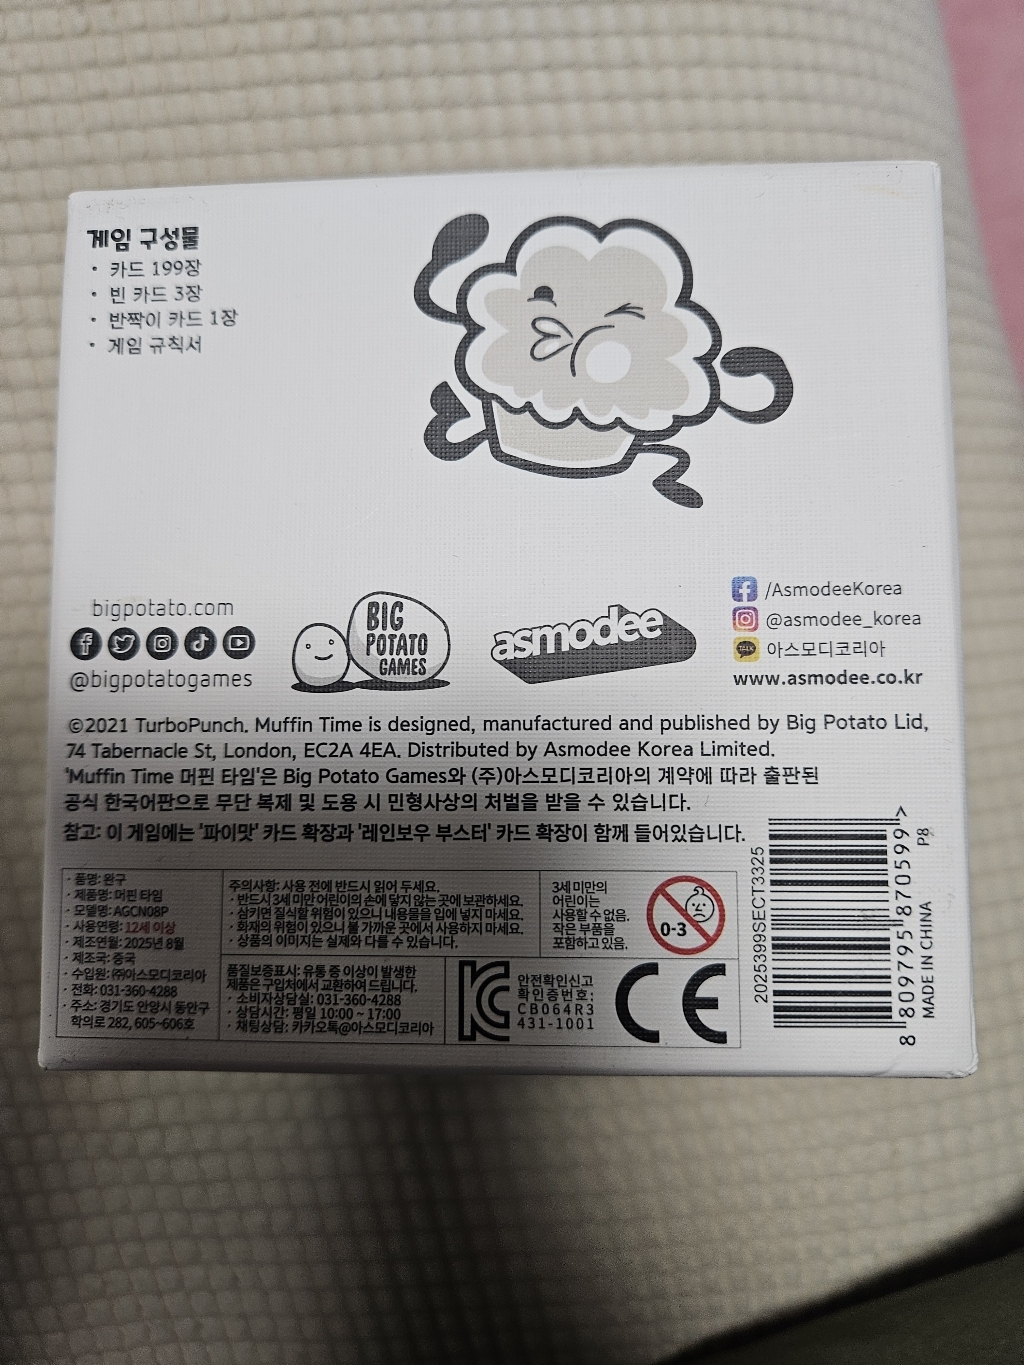 게임 구성물
· 카드 199장
· 빈 카드 3장
· 반짝이 카드 1장
· 게임 규칙서
bigpotato.com
@bigpotatogames
BIG
POTATO
GAMES
asmodee
/AsmodeeKorea
@asmodee_korea
TALK
아스모디코리아
www.asmodee.co.kr
©2021 TurboPunch. Muffin Time is designed, manufactured and published by Big Potato Lid,
74 Tabernacle St, London, EC2A 4EA. Distributed by Asmodee Korea Limited.
'Muffin Time 머핀 타임'은 Big Potato Games와 (주)아스모디코리아의 계약에 따라 출판된
공식 한국어판으로 무단 복제 및 도용 시 민형사상의 처벌을 받을 수 있습니다.
참고: 이 게임에는 '파이맛' 카드 확장과 '레인보우 부스터' 카드 확장이 함께 들어있습니다.
· 품명: 완구
· 제품명: 머핀 타임
· 모델명: AGCN08P
· 사용연령: 12세 이상
· 제조연월: 2025년 8월
· 제조국: 중국
· 수입원: ㈜아스모디코리아
· 전화: 031-360-4288
· 주소: 경기도 안양시 동안구
학의로 282, 605~606호
주의사항: 사용 전에 반드시 읽어 두세요.
· 반드시 3세 미만 어린이의 손에 닿지 않는 곳에 보관하세요.
· 삼키면 질식할 위험이 있으니 내용물을 입에 넣지 마세요.
· 화재의 위험이 있으니 불 가까운 곳에서 사용하지 마세요.
· 상품의 이미지는 실제와 다를 수 있습니다.
3세 미만의
어린이는
사용할 수 없음.
작은 부품을
포함하고 있음.
0-3
품질보증표시: 유통 중 이상이 발생한
제품은 구입처에서 교환하여 드립니다.
· 소비자상담실: 031-360-4288
· 상담시간: 평일 10:00 ~ 17:00
· 채팅상담: 카카오톡@아스모디코리아
안전확인신고
확인증번호:
CB064R3
431-1001
CE
2025399SECT3325
8 809795 870599 >
MADE IN CHINA P8